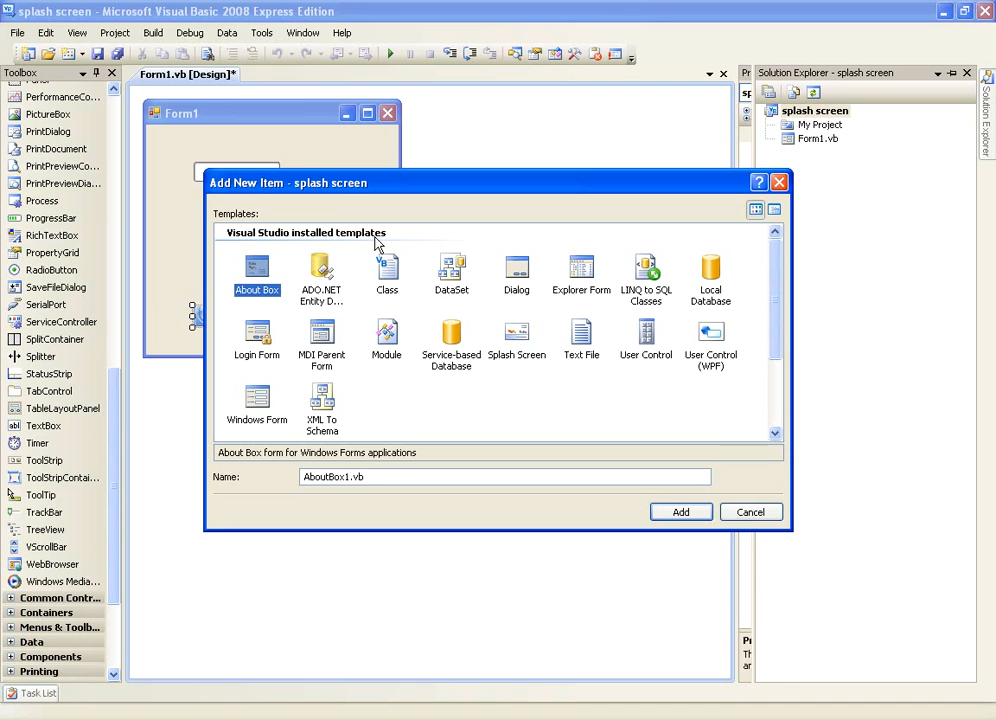 splash screen - Microsoft Visual Basic 2008 Express Edition
File Edit View Project Build Debug Data Tools Window Help
Toolbox
Form1.vb [Design]*
Solution Explorer - splash screen
PerformanceCo...
PictureBox
PrintDialog
PrintDocument
PrintPreviewCo...
PrintPreviewDia...
Process
ProgressBar
RichTextBox
PropertyGrid
RadioButton
SaveFileDialog
SerialPort
ServiceController
SplitContainer
Splitter
StatusStrip
TabControl
TableLayoutPanel
TextBox
Timer
ToolStrip
ToolStripContai...
ToolTip
TrackBar
TreeView
VScrollBar
WebBrowser
Windows Media...
Common Contr...
Containers
Menus & Toolb...
Data
Components
Printing
Task List
Form1
Add New Item - splash screen
Templates:
Visual Studio installed templates
About Box
ADO.NET Entity D...
Class
DataSet
Dialog
Explorer Form
LINQ to SQL Classes
Local Database
Login Form
MDI Parent Form
Module
Service-based Database
Splash Screen
Text File
User Control
User Control (WPF)
Windows Form
XML To Schema
About Box form for Windows Forms applications
Name: AboutBox1.vb
Add Cancel
splash screen
My Project
Form1.vb
Solution Explorer